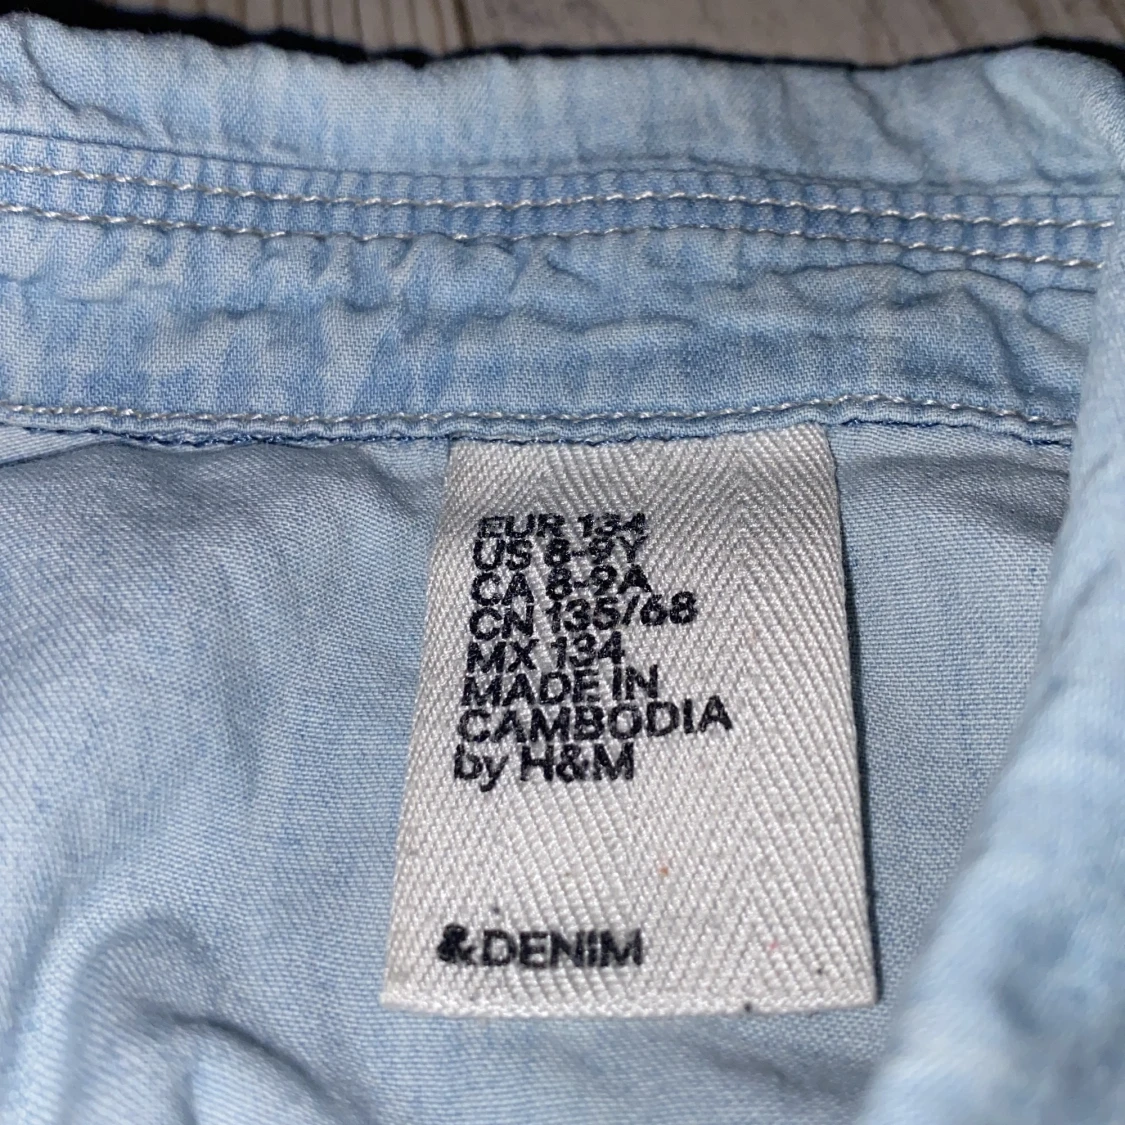 EUR 134
US 8-9Y
CA 8-9A
CN 135/68
MX 134
MADE IN
CAMBODIA
by H&M
&DENIM